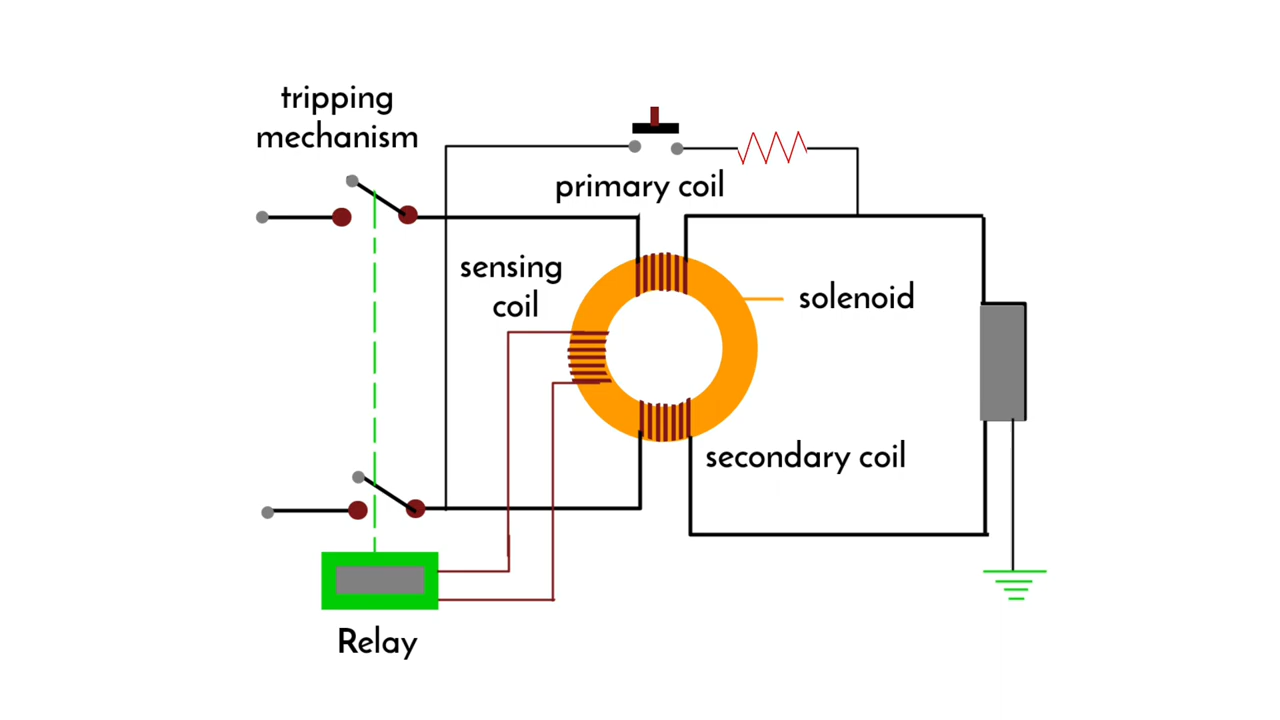 tripping
mechanism
primary coil
sensing
coil
solenoid
secondary coil
Relay